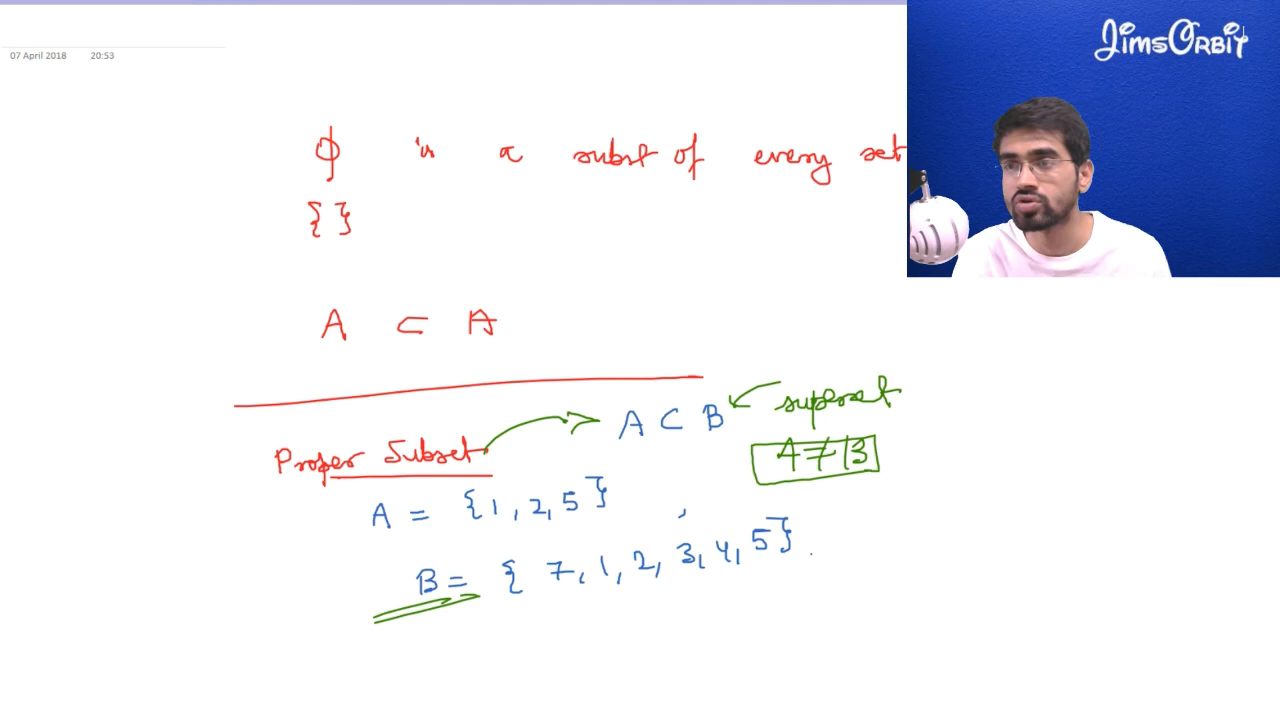 07 April 2018 20:53
JIMSORBIT
ϕ is a subset of every set
{}
A ⊂ A
A ⊂ B superset
Proper Subset A ≠ B
A = {1, 2, 5} ,
B = { 7, 1, 2, 3, 4, 5}